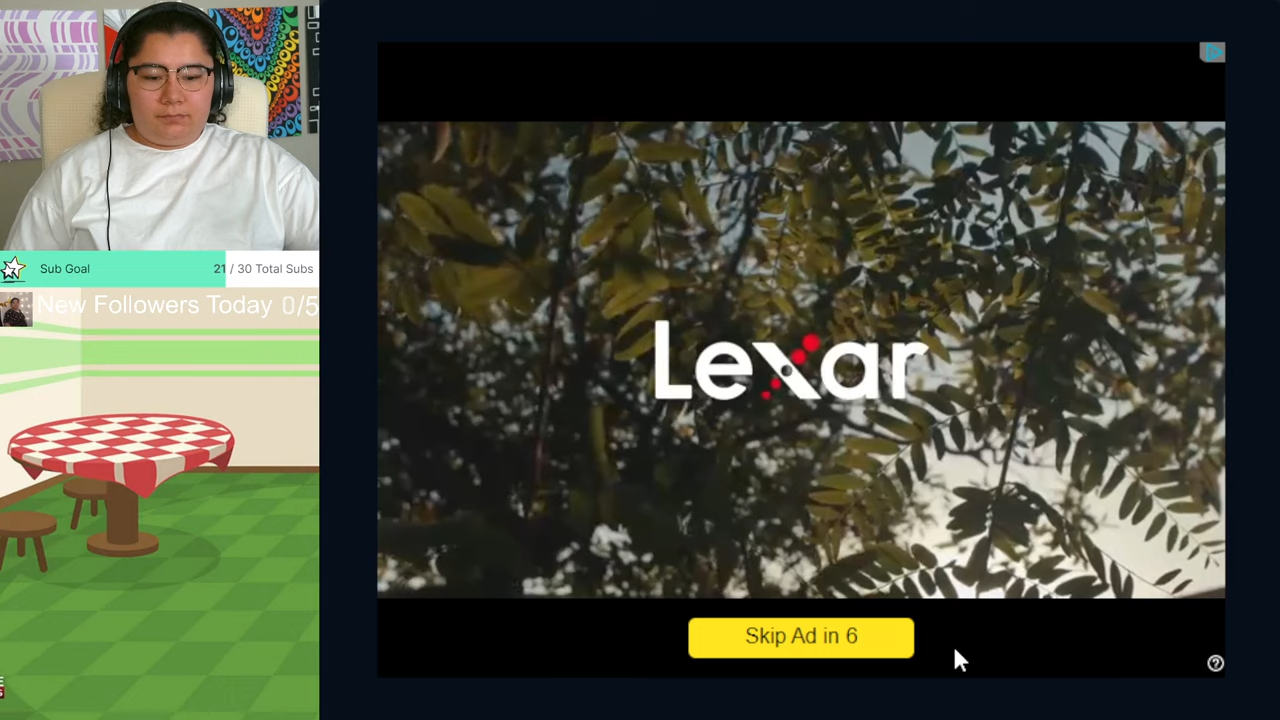 Sub Goal
21 / 30 Total Subs
New Followers Today 0/5
Lexar
Skip Ad in 6